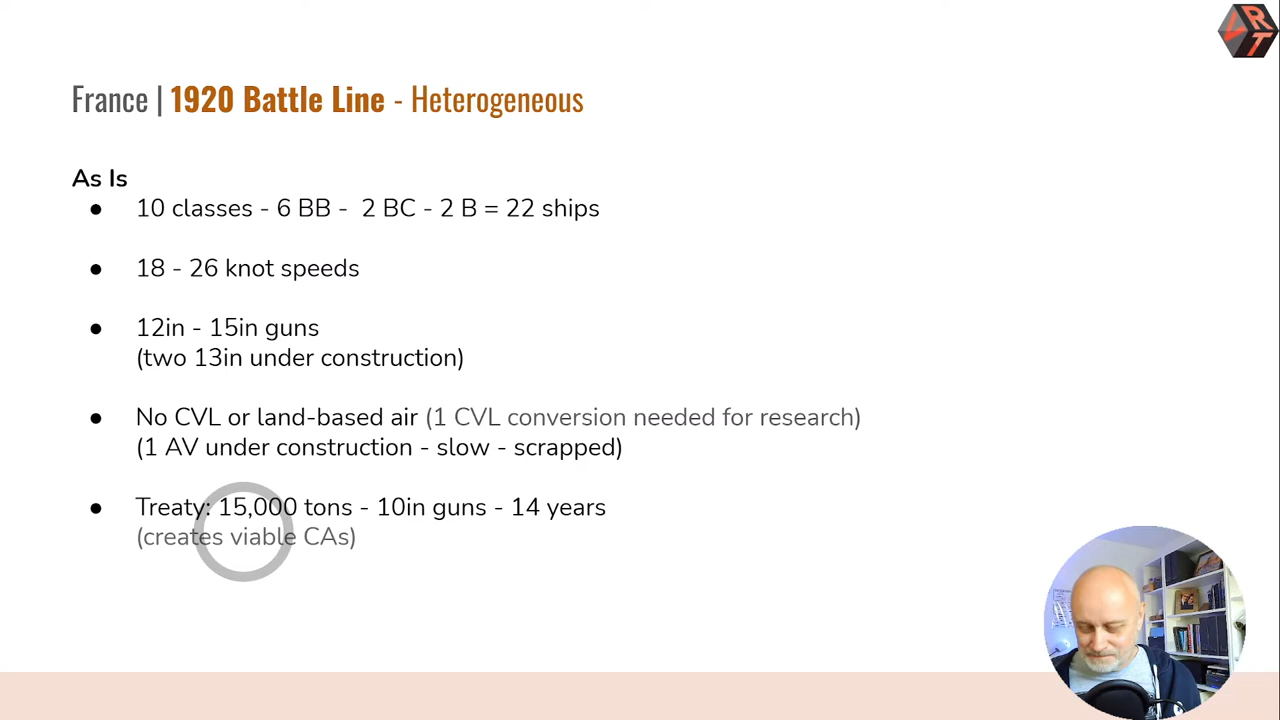 VRT
France | 1920 Battle Line - Heterogeneous
As Is
● 10 classes - 6 BB - 2 BC - 2 B = 22 ships
● 18 - 26 knot speeds
● 12in - 15in guns
(two 13in under construction)
● No CVL or land-based air (1 CVL conversion needed for research)
(1 AV under construction - slow - scrapped)
● Treaty: 15,000 tons - 10in guns - 14 years
(creates viable CAs)